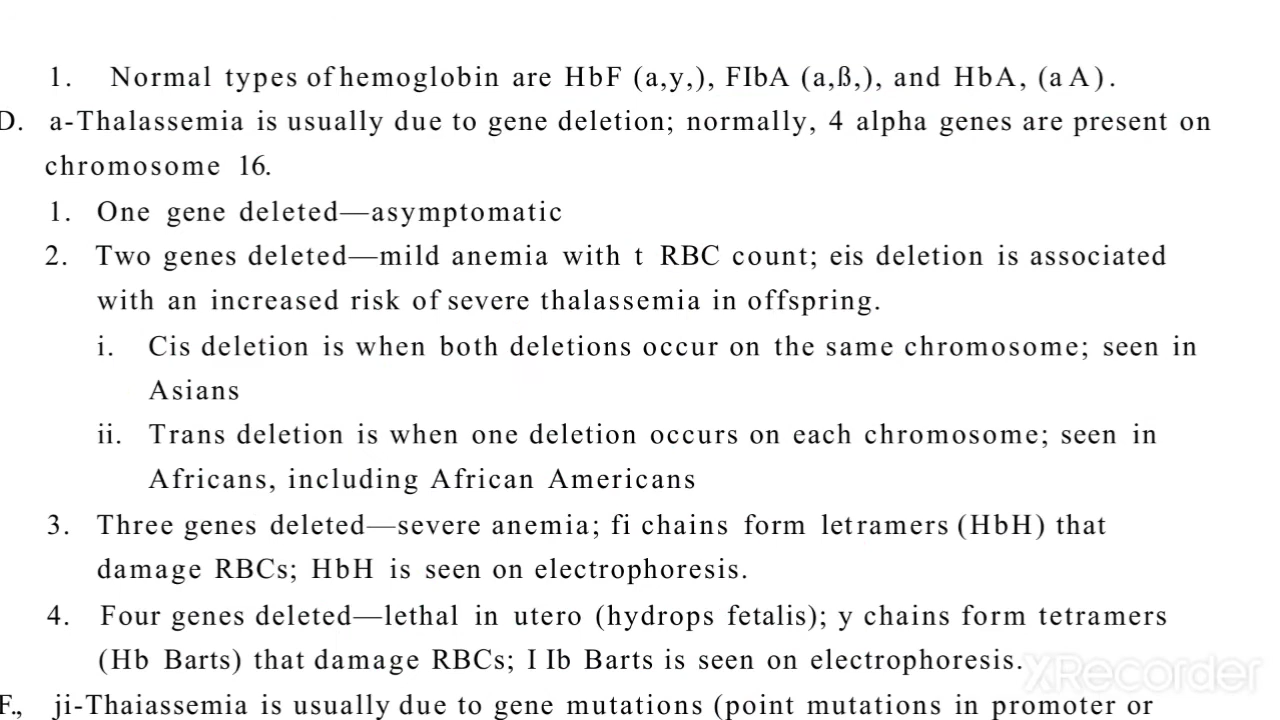 1. Normal types of hemoglobin are HbF (a,y,), FIbA (a,ß,), and HbA, (a A).
D. a-Thalassemia is usually due to gene deletion; normally, 4 alpha genes are present on
chromosome 16.
1. One gene deleted—asymptomatic
2. Two genes deleted—mild anemia with t RBC count; eis deletion is associated
with an increased risk of severe thalassemia in offspring.
i. Cis deletion is when both deletions occur on the same chromosome; seen in
Asians
ii. Trans deletion is when one deletion occurs on each chromosome; seen in
Africans, including African Americans
3. Three genes deleted—severe anemia; fi chains form letramers (HbH) that
damage RBCs; HbH is seen on electrophoresis.
4. Four genes deleted—lethal in utero (hydrops fetalis); y chains form tetramers
(Hb Barts) that damage RBCs; I Ib Barts is seen on electrophoresis.
XRecorder
F., ji-Thaiassemia is usually due to gene mutations (point mutations in promoter or